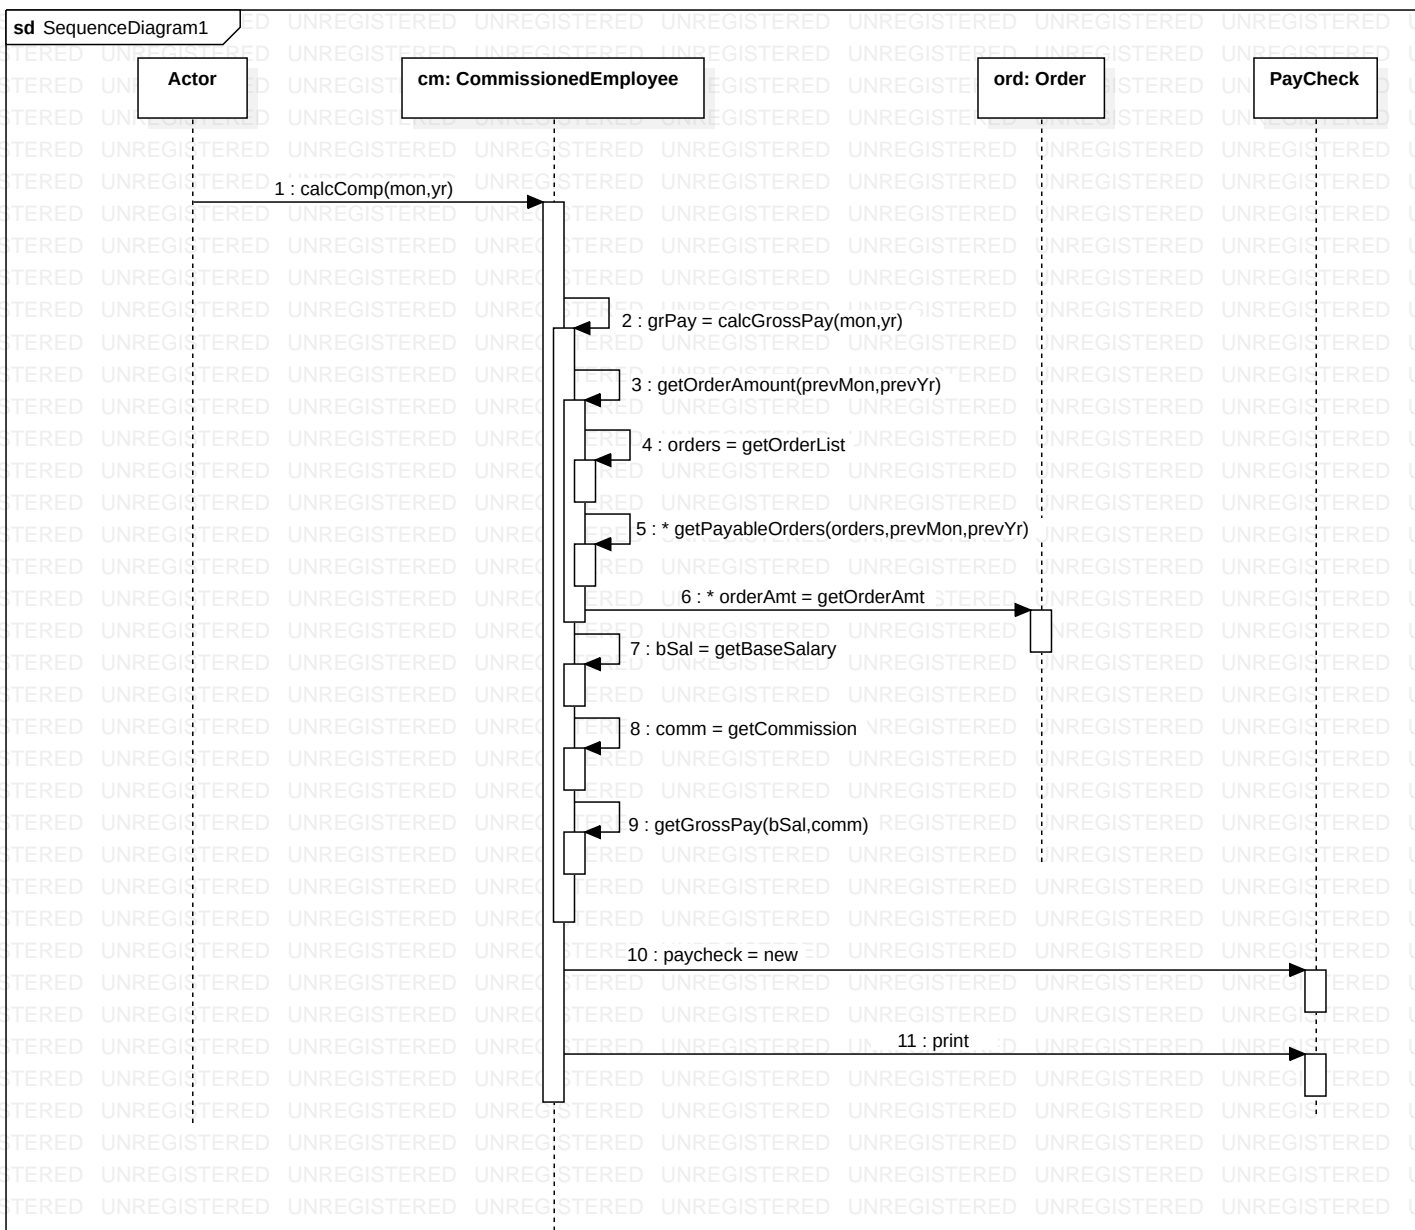 sd SequenceDiagram1
Actor
cm: CommissionedEmployee
ord: Order
PayCheck
1 : calcComp(mon,yr)
2 : grPay = calcGrossPay(mon,yr)
3 : getOrderAmount(prevMon,prevYr)
4 : orders = getOrderList
5 : * getPayableOrders(orders,prevMon,prevYr)
6 : * orderAmt = getOrderAmt
7 : bSal = getBaseSalary
8 : comm = getCommission
9 : getGrossPay(bSal,comm)
10 : paycheck = new
11 : print
UNREGISTERED